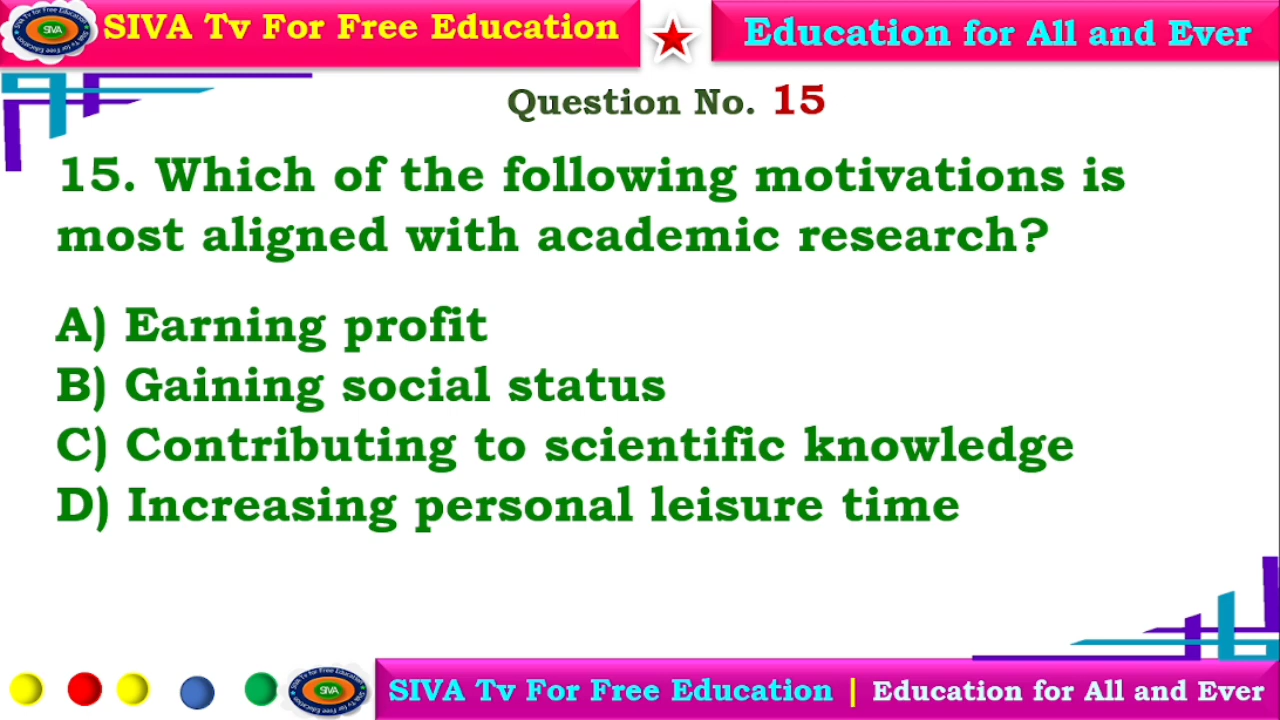 SIVA Tv For Free Education
Education for All and Ever
Question No. 15
15. Which of the following motivations is
most aligned with academic research?
A) Earning profit
B) Gaining social status
C) Contributing to scientific knowledge
D) Increasing personal leisure time
SIVA
SIVA Tv For Free Education | Education for All and Ever